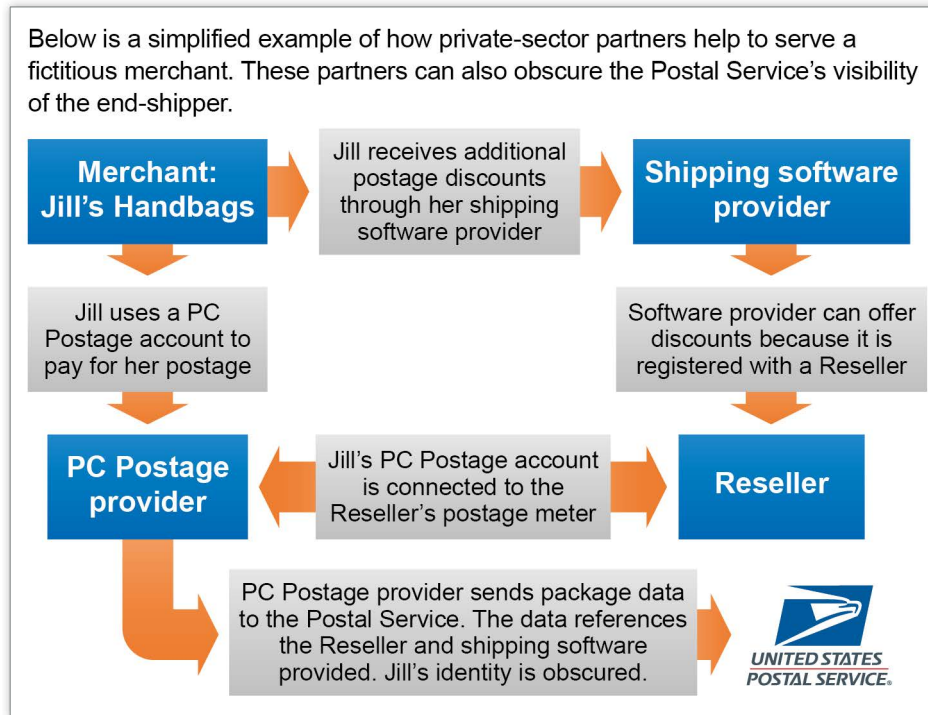 Below is a simplified example of how private-sector partners help to serve a
fictitious merchant. These partners can also obscure the Postal Service’s visibility
of the end-shipper.
Merchant:
Jill’s Handbags
Jill receives additional
postage discounts
through her shipping
software provider
Shipping software
provider
Jill uses a PC
Postage account to
pay for her postage
Software provider can offer
discounts because it is
registered with a Reseller
PC Postage
provider
Jill’s PC Postage account
is connected to the
Reseller’s postage meter
Reseller
PC Postage provider sends package data
to the Postal Service. The data references
the Reseller and shipping software
provided. Jill’s identity is obscured.
UNITED STATES
POSTAL SERVICE®